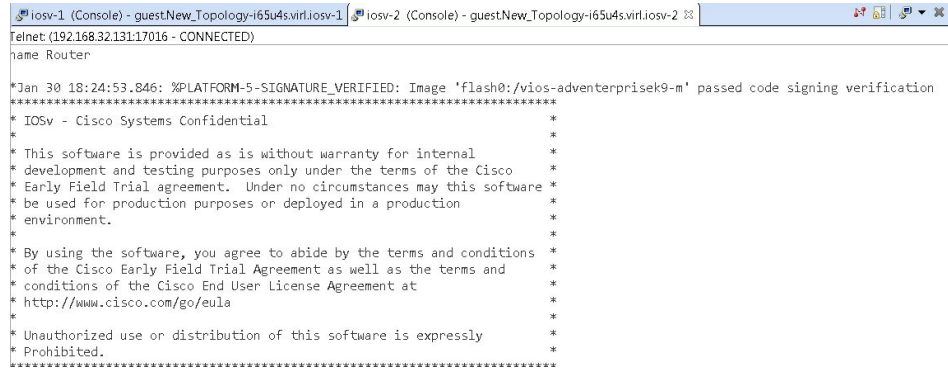 iosv-1 (Console) - guest.New_Topology-i65u4s.virl.iosv-1 iosv-2 (Console) - guest.New_Topology-i65u4s.virl.iosv-2
Telnet: (192.168.32.131:17016 - CONNECTED)
name Router
*Jan 30 18:24:53.846: %PLATFORM-5-SIGNATURE_VERIFIED: Image 'flash0:/vios-adventerprisek9-m' passed code signing verification
**************************************************************************
* IOSv - Cisco Systems Confidential *
* *
* This software is provided as is without warranty for internal *
* development and testing purposes only under the terms of the Cisco *
* Early Field Trial agreement. Under no circumstances may this software *
* be used for production purposes or deployed in a production *
* environment. *
* *
* By using the software, you agree to abide by the terms and conditions *
* of the Cisco Early Field Trial Agreement as well as the terms and *
* conditions of the Cisco End User License Agreement at *
* http://www.cisco.com/go/eula *
* *
* Unauthorized use or distribution of this software is expressly *
* Prohibited. *
**************************************************************************